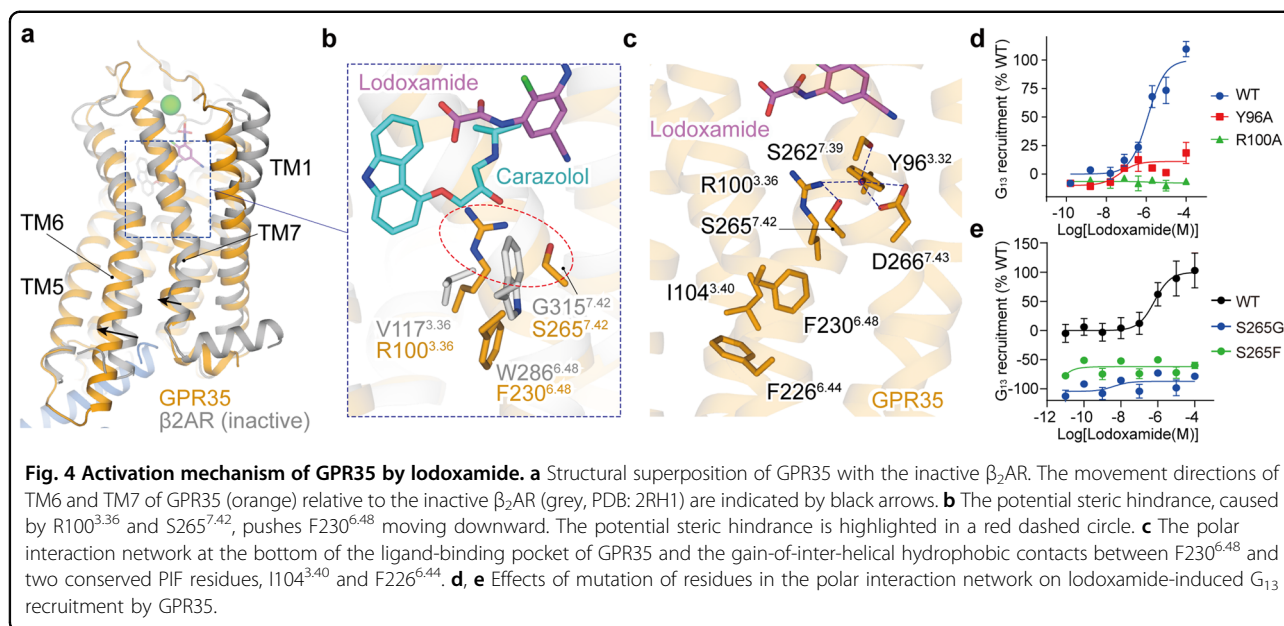 a
TM1
TM6
TM7
TM5
GPR35
β2AR (inactive)
b
Lodoxamide
Carazolol
G315^7.42
V117^3.36
S265^7.42
R100^3.36
W286^6.48
F230^6.48
c
Lodoxamide
S262^7.39
Y96^3.32
R100^3.36
S265^7.42
D266^7.43
I104^3.40
F230^6.48
F226^6.44
GPR35
d
G13 recruitment (% WT)
100
75
50
25
0
-10 -8 -6 -4
Log[Lodoxamide(M)]
WT
Y96A
R100A
e
G13 recruitment (% WT)
150
100
50
0
-50
-100
-12 -10 -8 -6 -4 -2
Log[Lodoxamide(M)]
WT
S265G
S265F
Fig. 4 Activation mechanism of GPR35 by lodoxamide. a Structural superposition of GPR35 with the inactive β2AR. The movement directions of
TM6 and TM7 of GPR35 (orange) relative to the inactive β2AR (grey, PDB: 2RH1) are indicated by black arrows. b The potential steric hindrance, caused
by R100^3.36 and S265^7.42, pushes F230^6.48 moving downward. The potential steric hindrance is highlighted in a red dashed circle. c The polar
interaction network at the bottom of the ligand-binding pocket of GPR35 and the gain-of-inter-helical hydrophobic contacts between F230^6.48 and
two conserved PIF residues, I104^3.40 and F226^6.44. d, e Effects of mutation of residues in the polar interaction network on lodoxamide-induced G13
recruitment by GPR35.